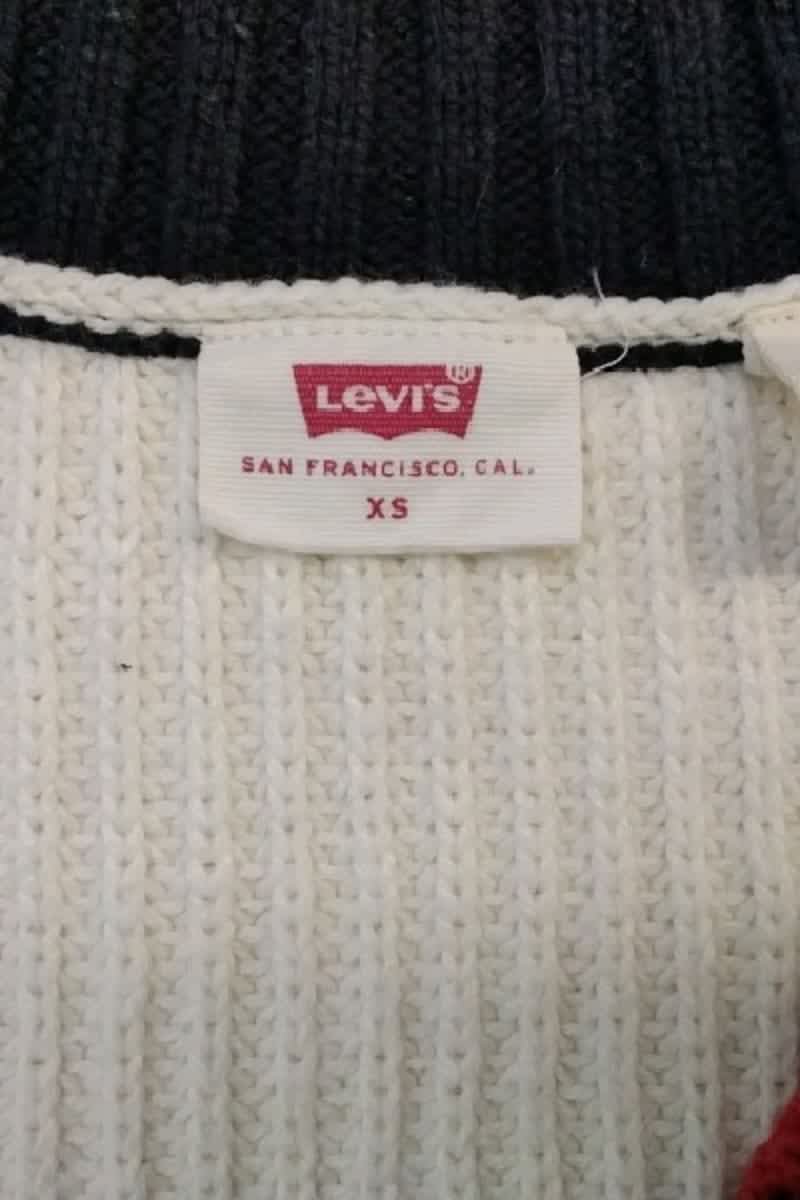 Levi's ®
SAN FRANCISCO, CAL.
XS